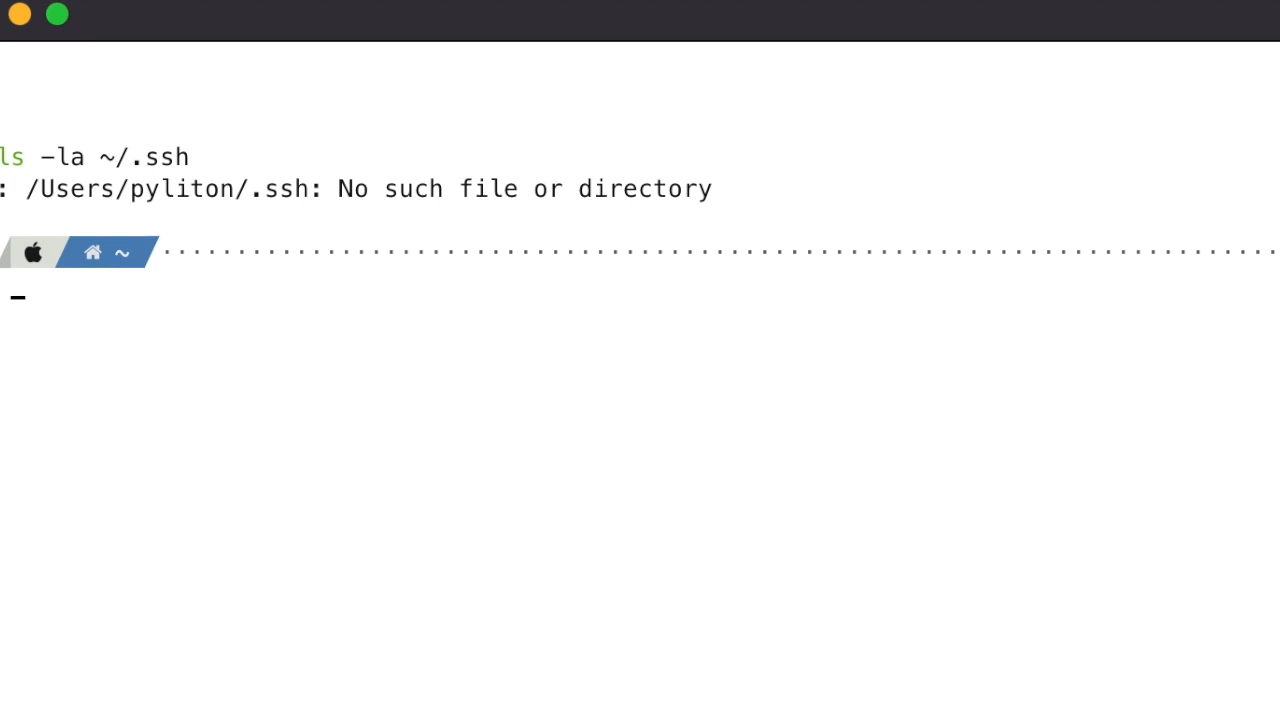 ls -la ~/.ssh
: /Users/pyliton/.ssh: No such file or directory
~